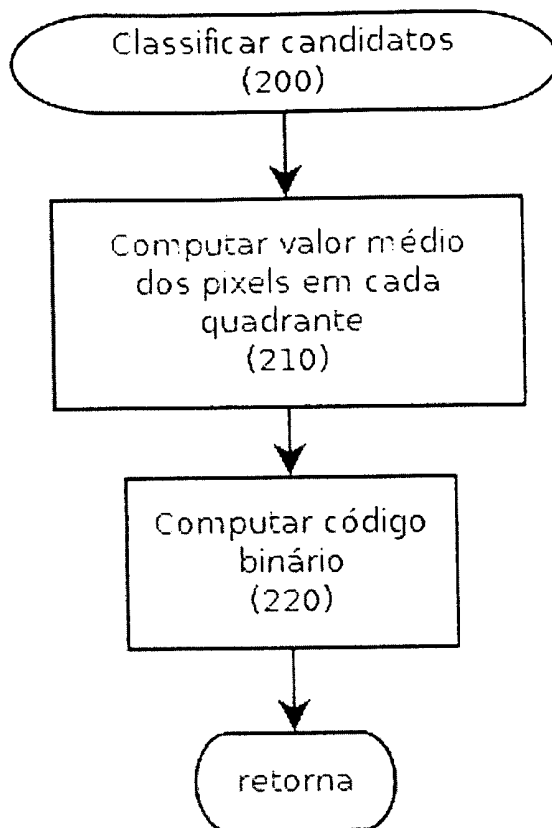 Classificar candidatos
(200)
Computar valor médio
dos pixels em cada
quadrante
(210)
Computar código
binário
(220)
retorna